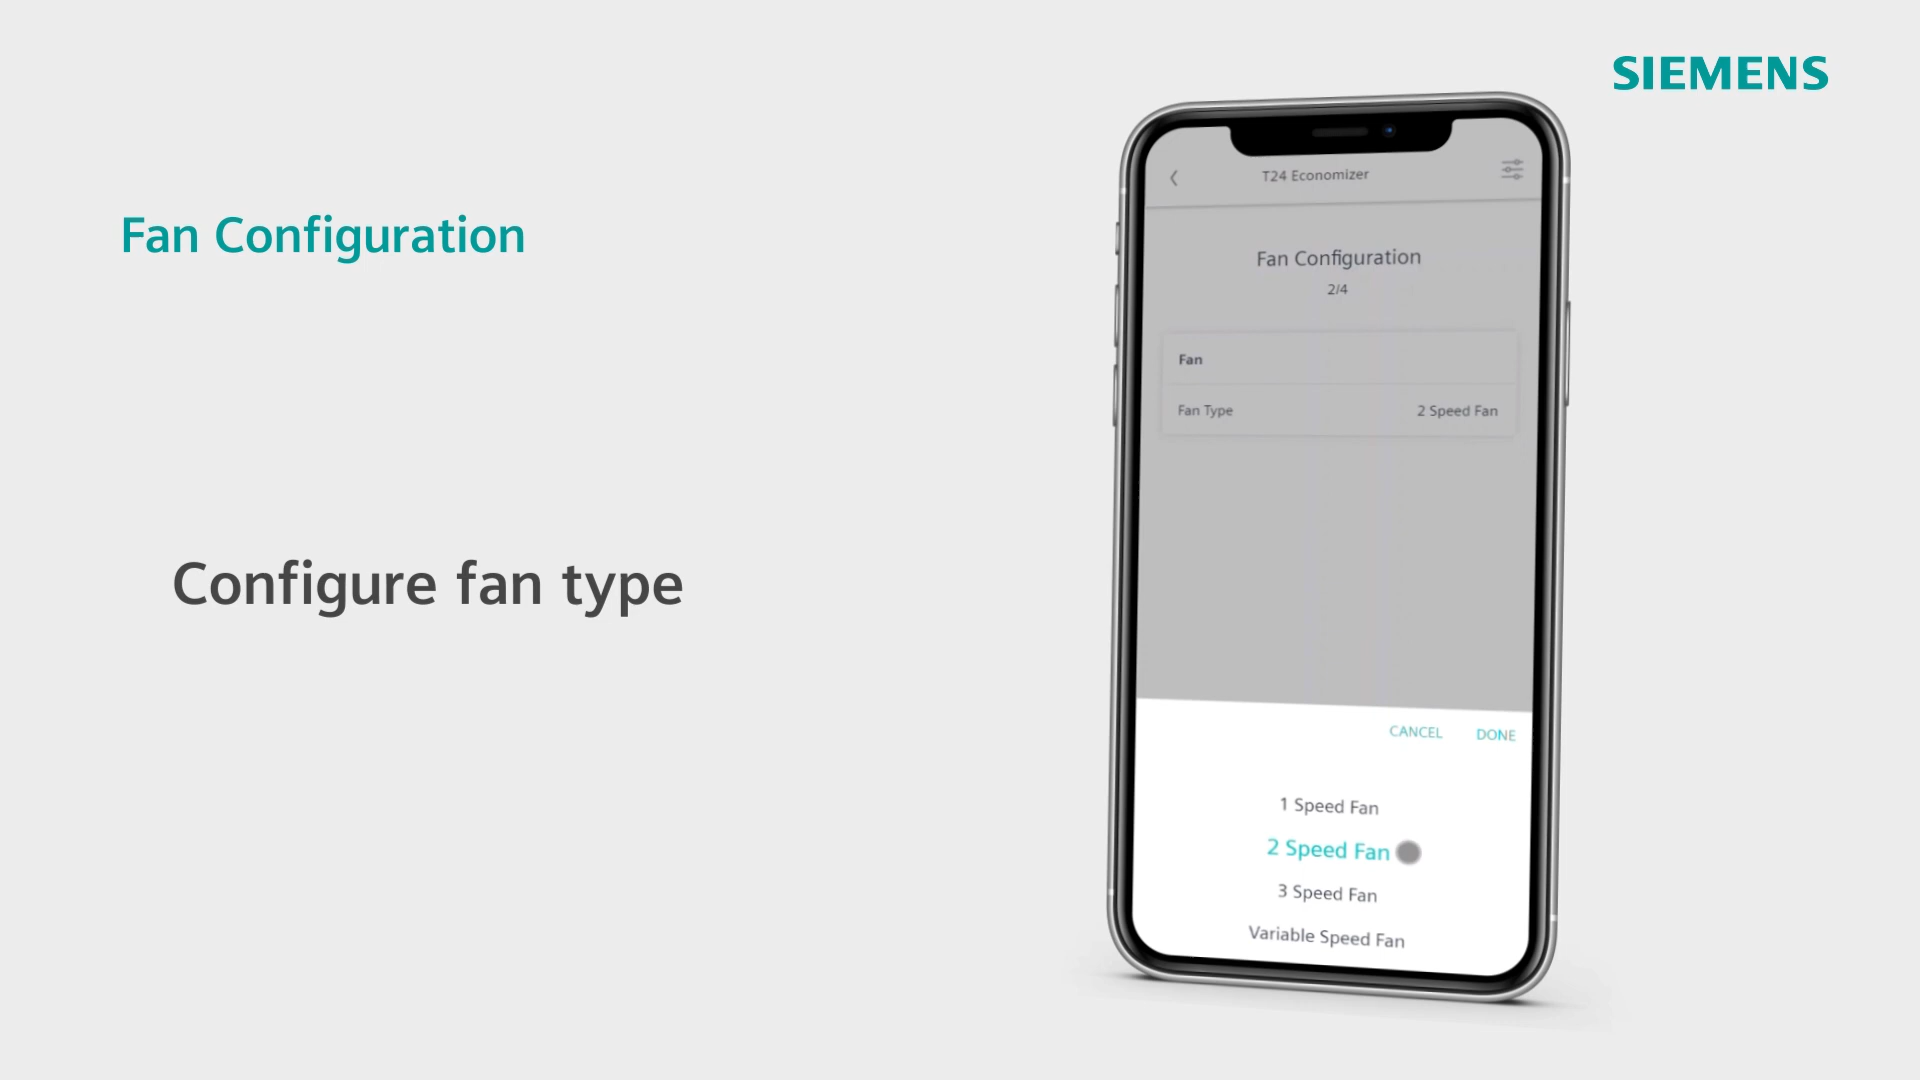 SIEMENS
Fan Configuration
Configure fan type
T24 Economizer
Fan Configuration
2/4
Fan
Fan Type 2 Speed Fan
CANCEL DONE
1 Speed Fan
2 Speed Fan
3 Speed Fan
Variable Speed Fan